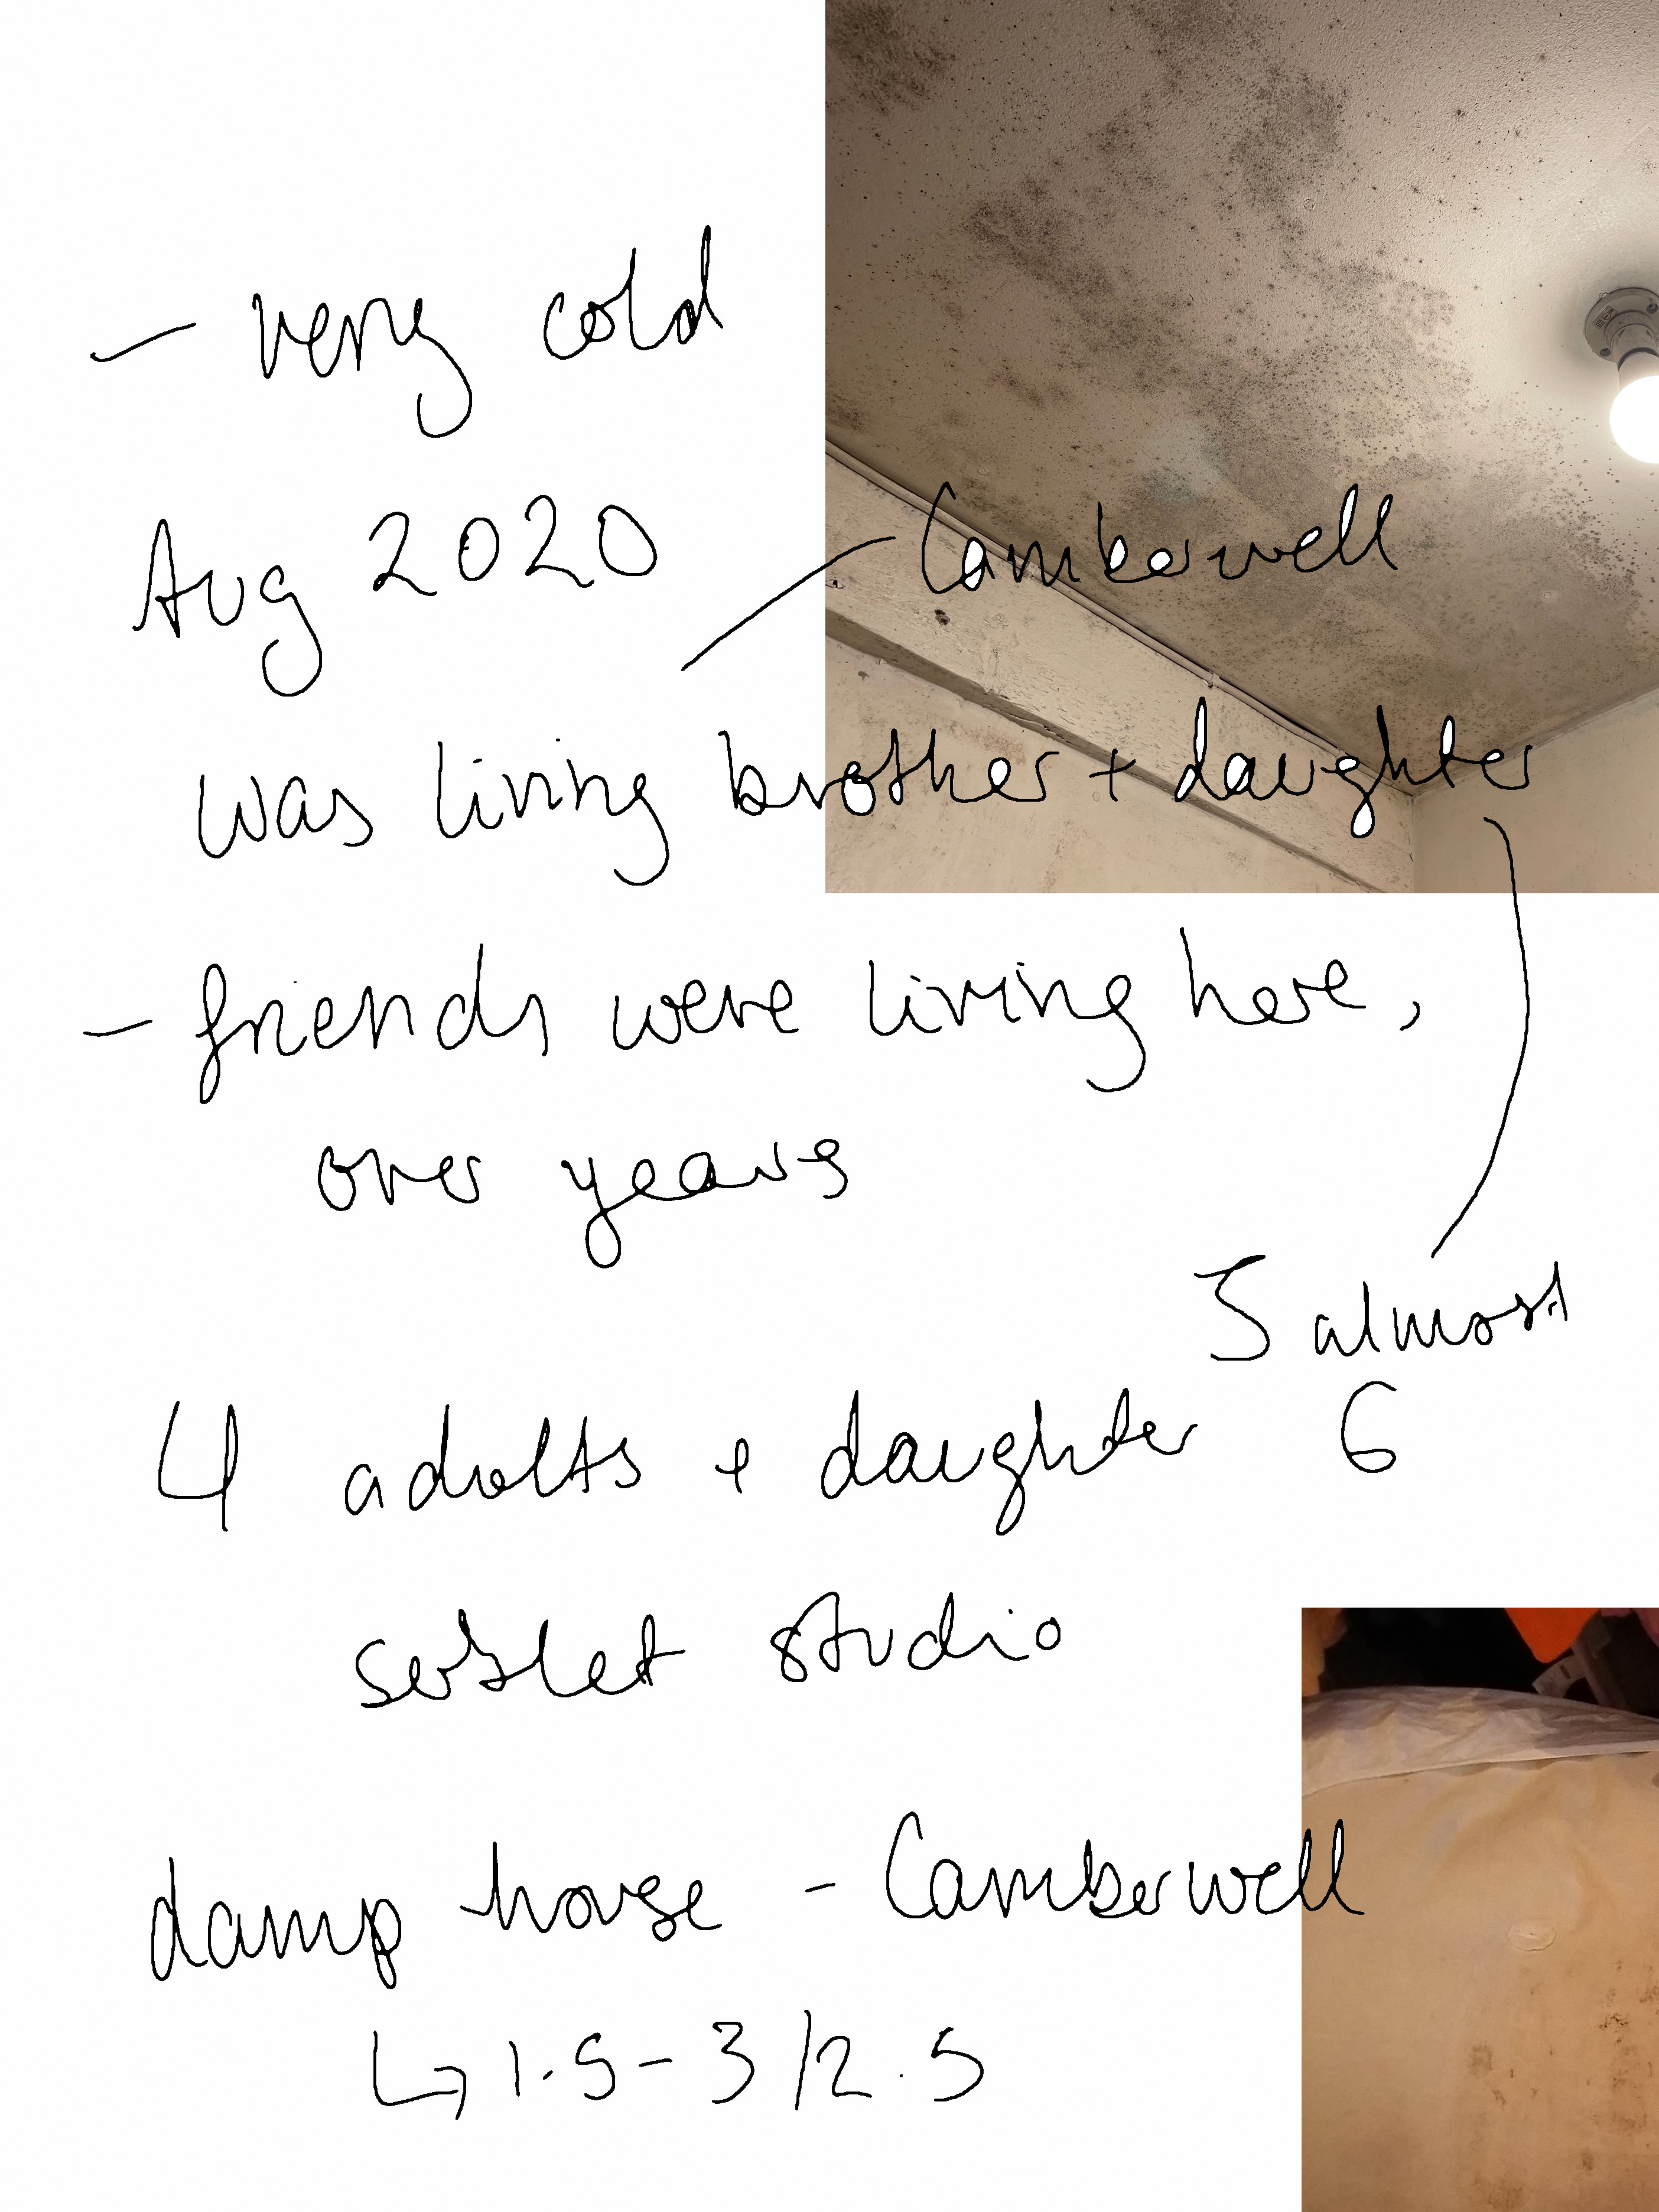 - very cold
Aug 2020
- Camberwell
was living brother + daughter
- friends were living here,
over years
5 almost
6
4 adults + daughter
sublet studio
damp house - Camberwell
↳ 1.5 - 3 / 2.5